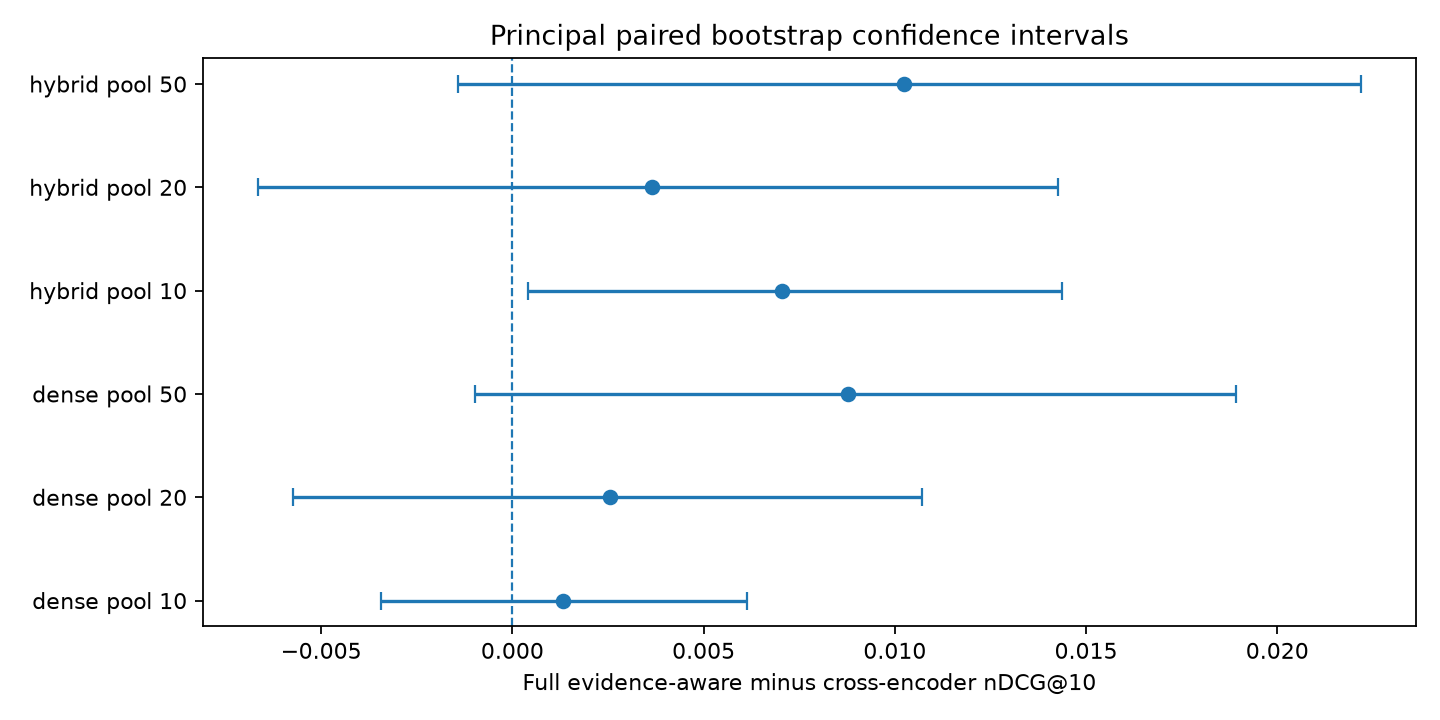 Principal paired bootstrap confidence intervals
hybrid pool 50
hybrid pool 20
hybrid pool 10
dense pool 50
dense pool 20
dense pool 10
−0.005 0.000 0.005 0.010 0.015 0.020
Full evidence-aware minus cross-encoder nDCG@10